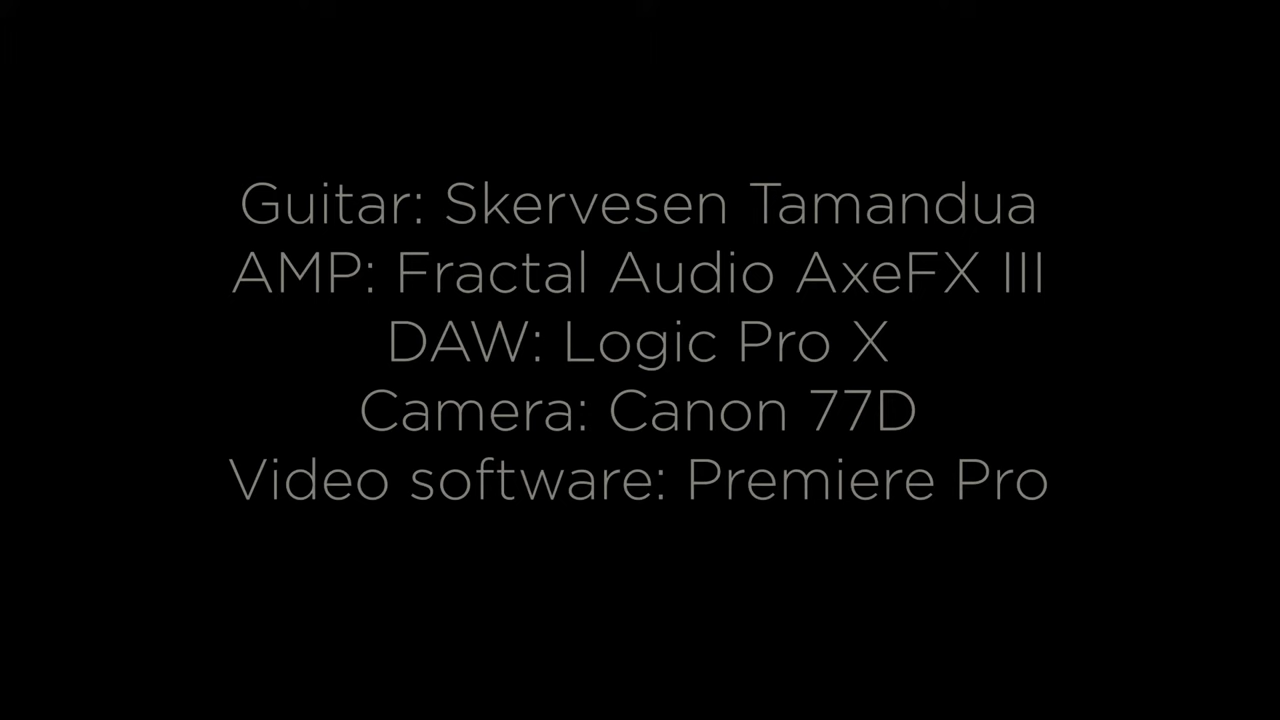 Guitar: Skervesen Tamandua
AMP: Fractal Audio AxeFX III
DAW: Logic Pro X
Camera: Canon 77D
Video software: Premiere Pro